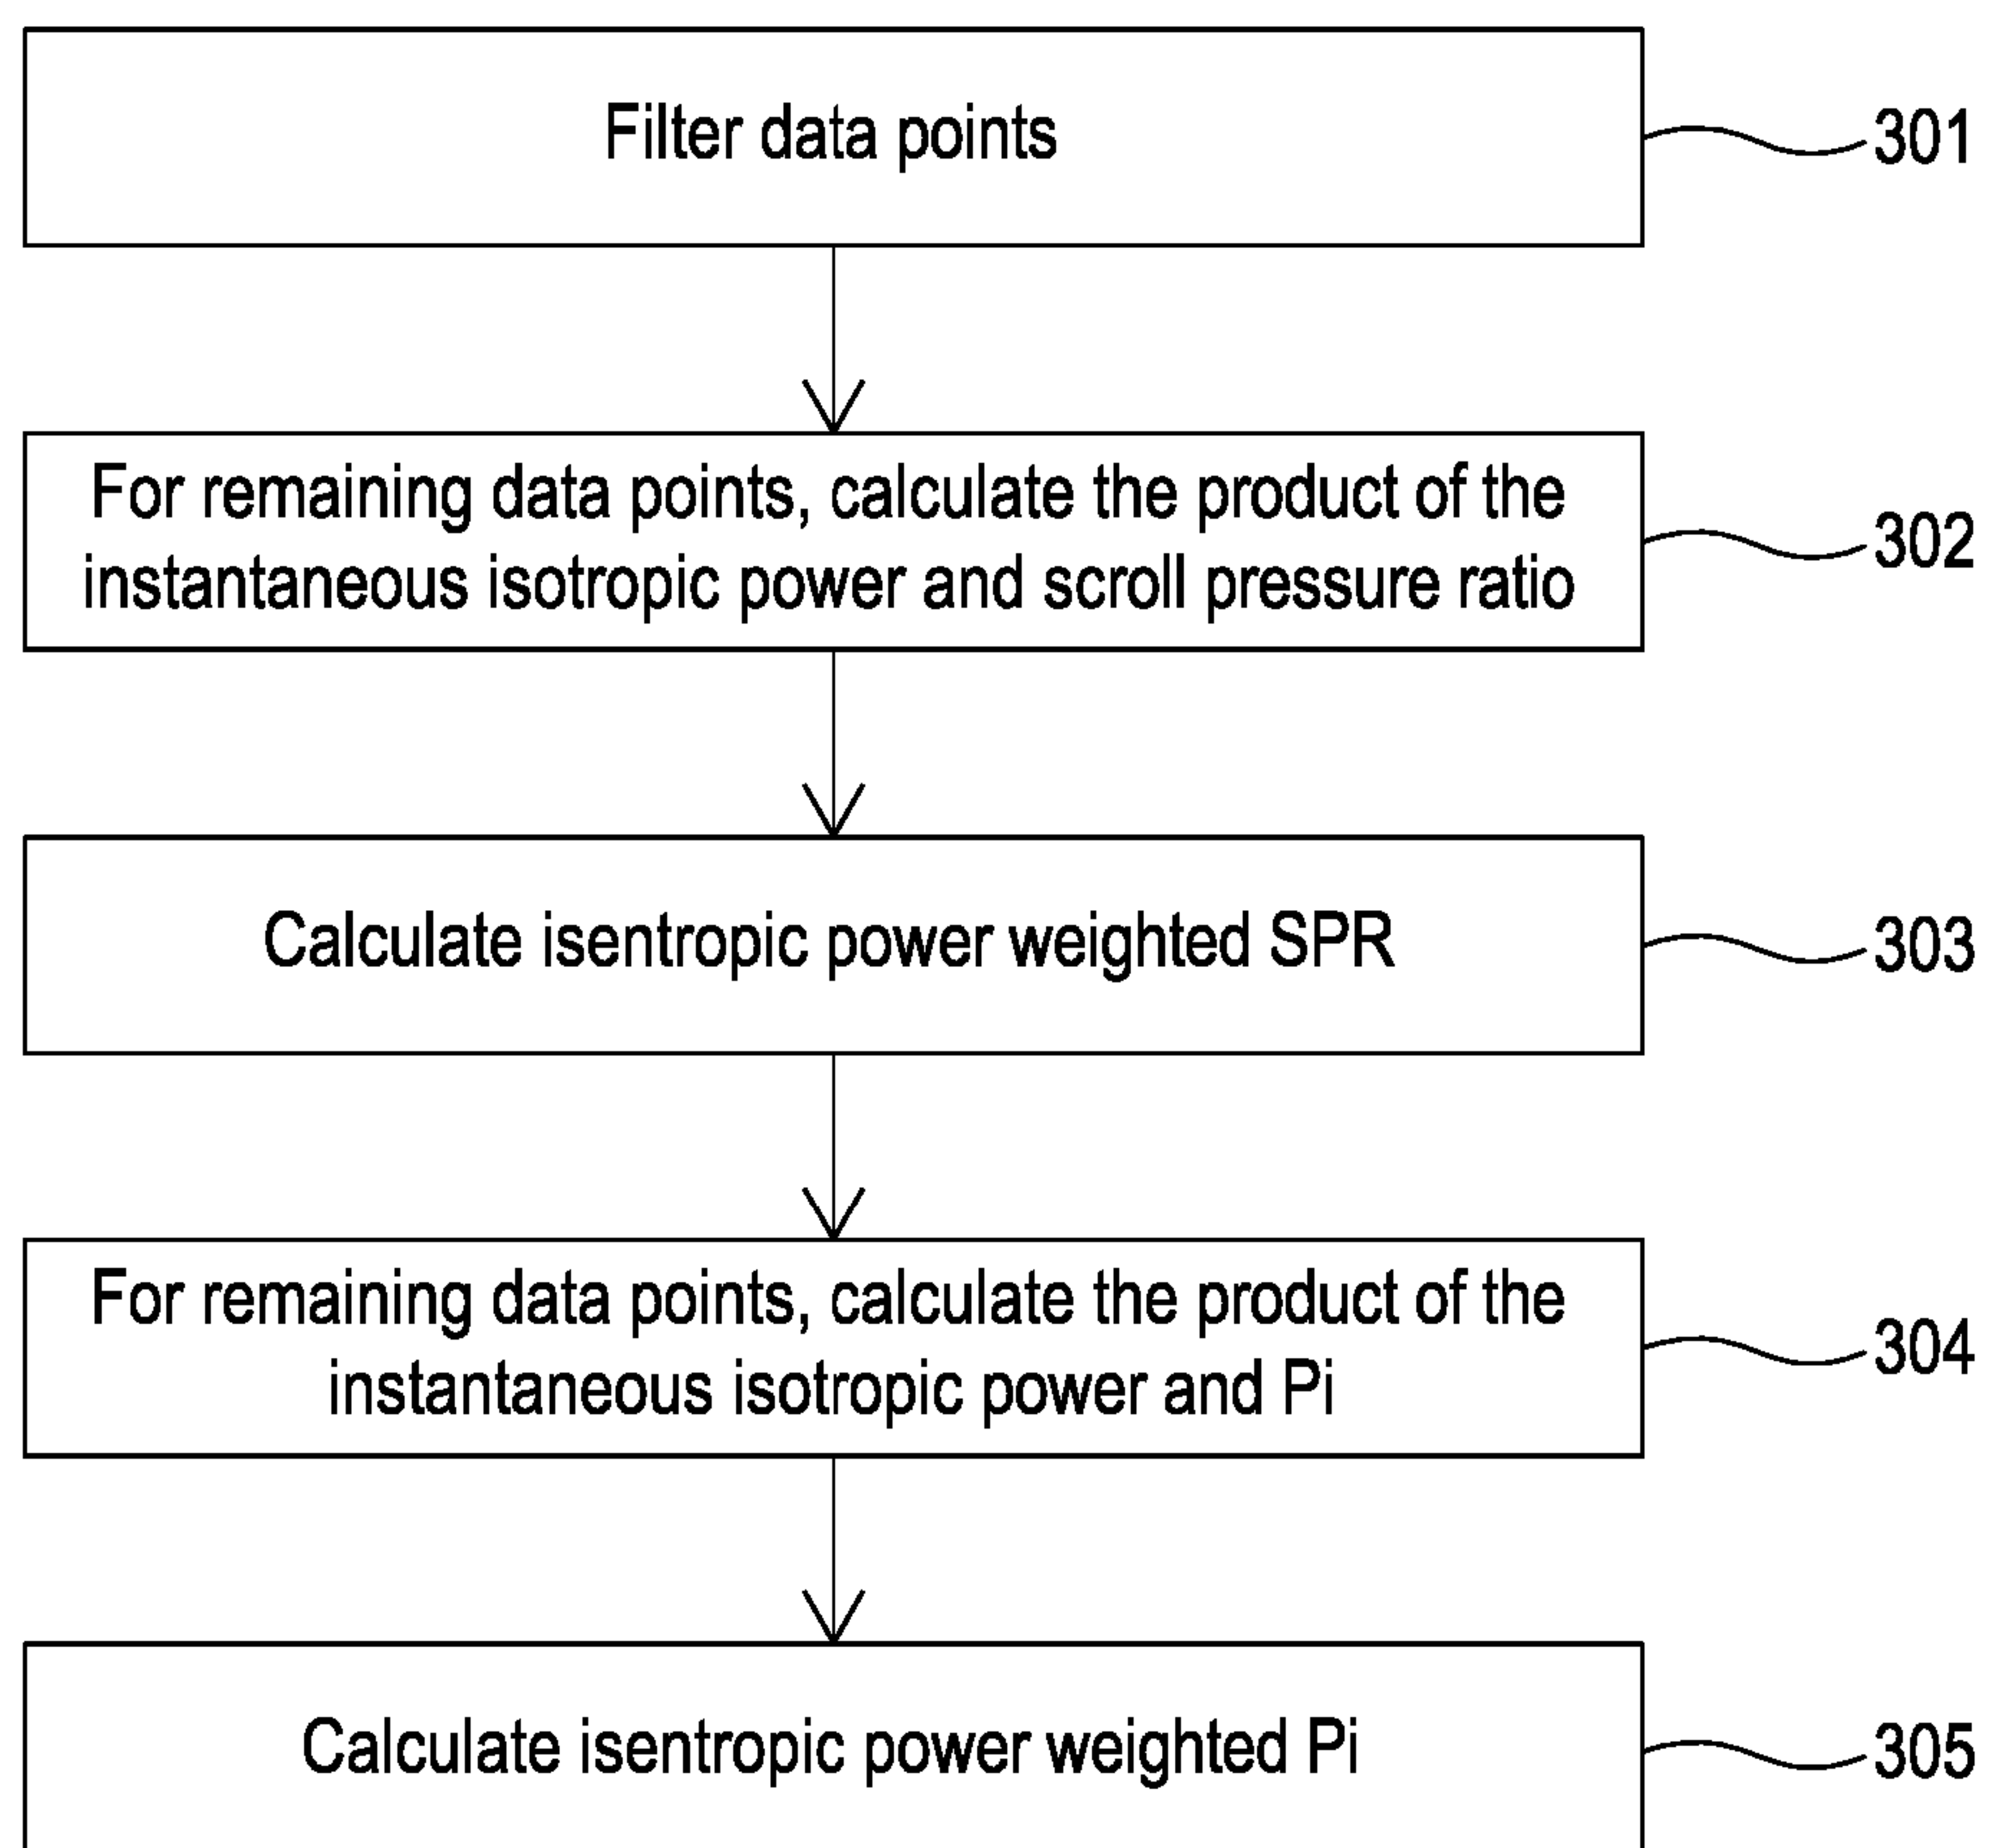 Filter data points
301
For remaining data points, calculate the product of the
instantaneous isotropic power and scroll pressure ratio
302
Calculate isentropic power weighted SPR
303
For remaining data points, calculate the product of the
instantaneous isotropic power and Pi
304
Calculate isentropic power weighted Pi
305